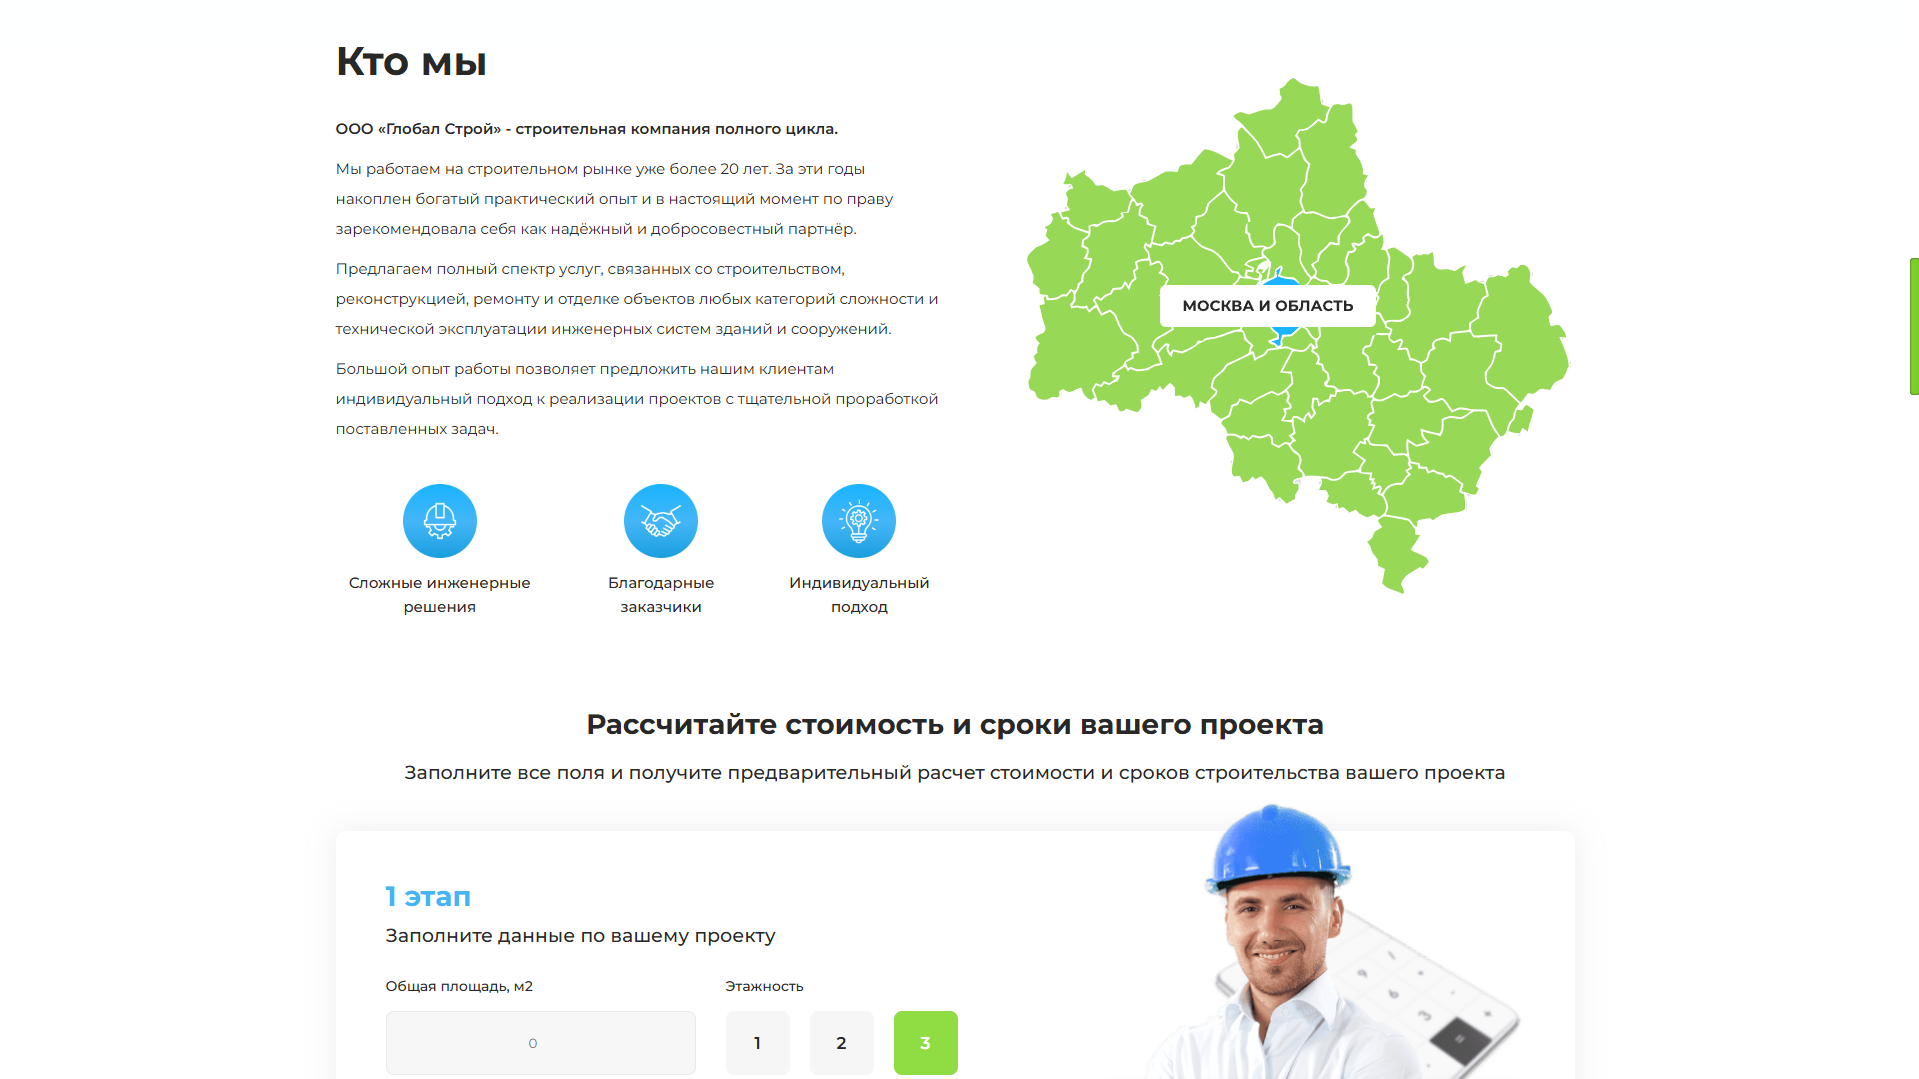 Кто мы
ООО «Глобал Строй» - строительная компания полного цикла.
Мы работаем на строительном рынке уже более 20 лет. За эти годы
накоплен богатый практический опыт и в настоящий момент по праву
зарекомендовала себя как надёжный и добросовестный партнёр.
Предлагаем полный спектр услуг, связанных со строительством,
реконструкцией, ремонту и отделке объектов любых категорий сложности и
технической эксплуатации инженерных систем зданий и сооружений.
Большой опыт работы позволяет предложить нашим клиентам
индивидуальный подход к реализации проектов с тщательной проработкой
поставленных задач.
МОСКВА И ОБЛАСТЬ
Сложные инженерные
решения
Благодарные
заказчики
Индивидуальный
подход
Рассчитайте стоимость и сроки вашего проекта
Заполните все поля и получите предварительный расчет стоимости и сроков строительства вашего проекта
1 этап
Заполните данные по вашему проекту
Общая площадь, м2
Этажность
0
1
2
3